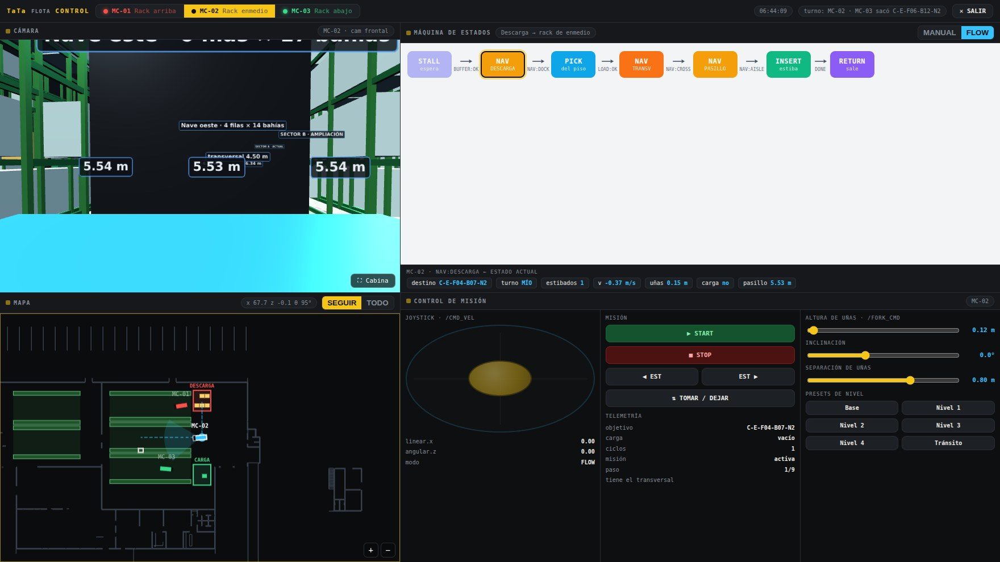 TaTa FLOTA CONTROL
MC-01 Rack arriba
MC-02 Rack enmedio
MC-03 Rack abajo
06:44:09
turno: MC-02 · MC-03 sacó C-E-F06-B12-N2
✕ SALIR
CÁMARA
MC-02 · cam frontal
Nave oeste · 4 filas × 14 bahías
SECTOR B · AMPLIACIÓN
SECTOR A · ACTUAL
transversal 4.50 m
6.34 m
5.54 m
5.53 m
5.54 m
⛶ Cabina
MÁQUINA DE ESTADOS
Descarga → rack de enmedio
MANUAL
FLOW
STALL
espera
BUFFER:OK
NAV
DESCARGA
NAV:DOCK
PICK
del piso
LOAD:OK
NAV
TRANSV
NAV:CROSS
NAV
PASILLO
NAV:AISLE
INSERT
estiba
DONE
RETURN
sale
MC-02 · NAV:DESCARGA ← ESTADO ACTUAL
destino C-E-F04-B07-N2
turno MÍO
estibados 1
v -0.37 m/s
uñas 0.15 m
carga no
pasillo 5.53 m
MAPA
x 67.7 z -0.1 θ 95°
SEGUIR
TODO
DESCARGA
MC-01
MC-02
MC-03
CARGA
+
−
CONTROL DE MISIÓN
MC-02
JOYSTICK · /CMD_VEL
linear.x 0.00
angular.z 0.00
modo FLOW
MISIÓN
▶ START
■ STOP
◀ EST
EST ▶
⇅ TOMAR / DEJAR
TELEMETRÍA
objetivo C-E-F04-B07-N2
carga vacío
ciclos 1
misión activa
paso 1/9
tiene el transversal
ALTURA DE UÑAS · /FORK_CMD
0.12 m
INCLINACIÓN
0.0°
SEPARACIÓN DE UÑAS
0.80 m
PRESETS DE NIVEL
Base
Nivel 1
Nivel 2
Nivel 3
Nivel 4
Tránsito